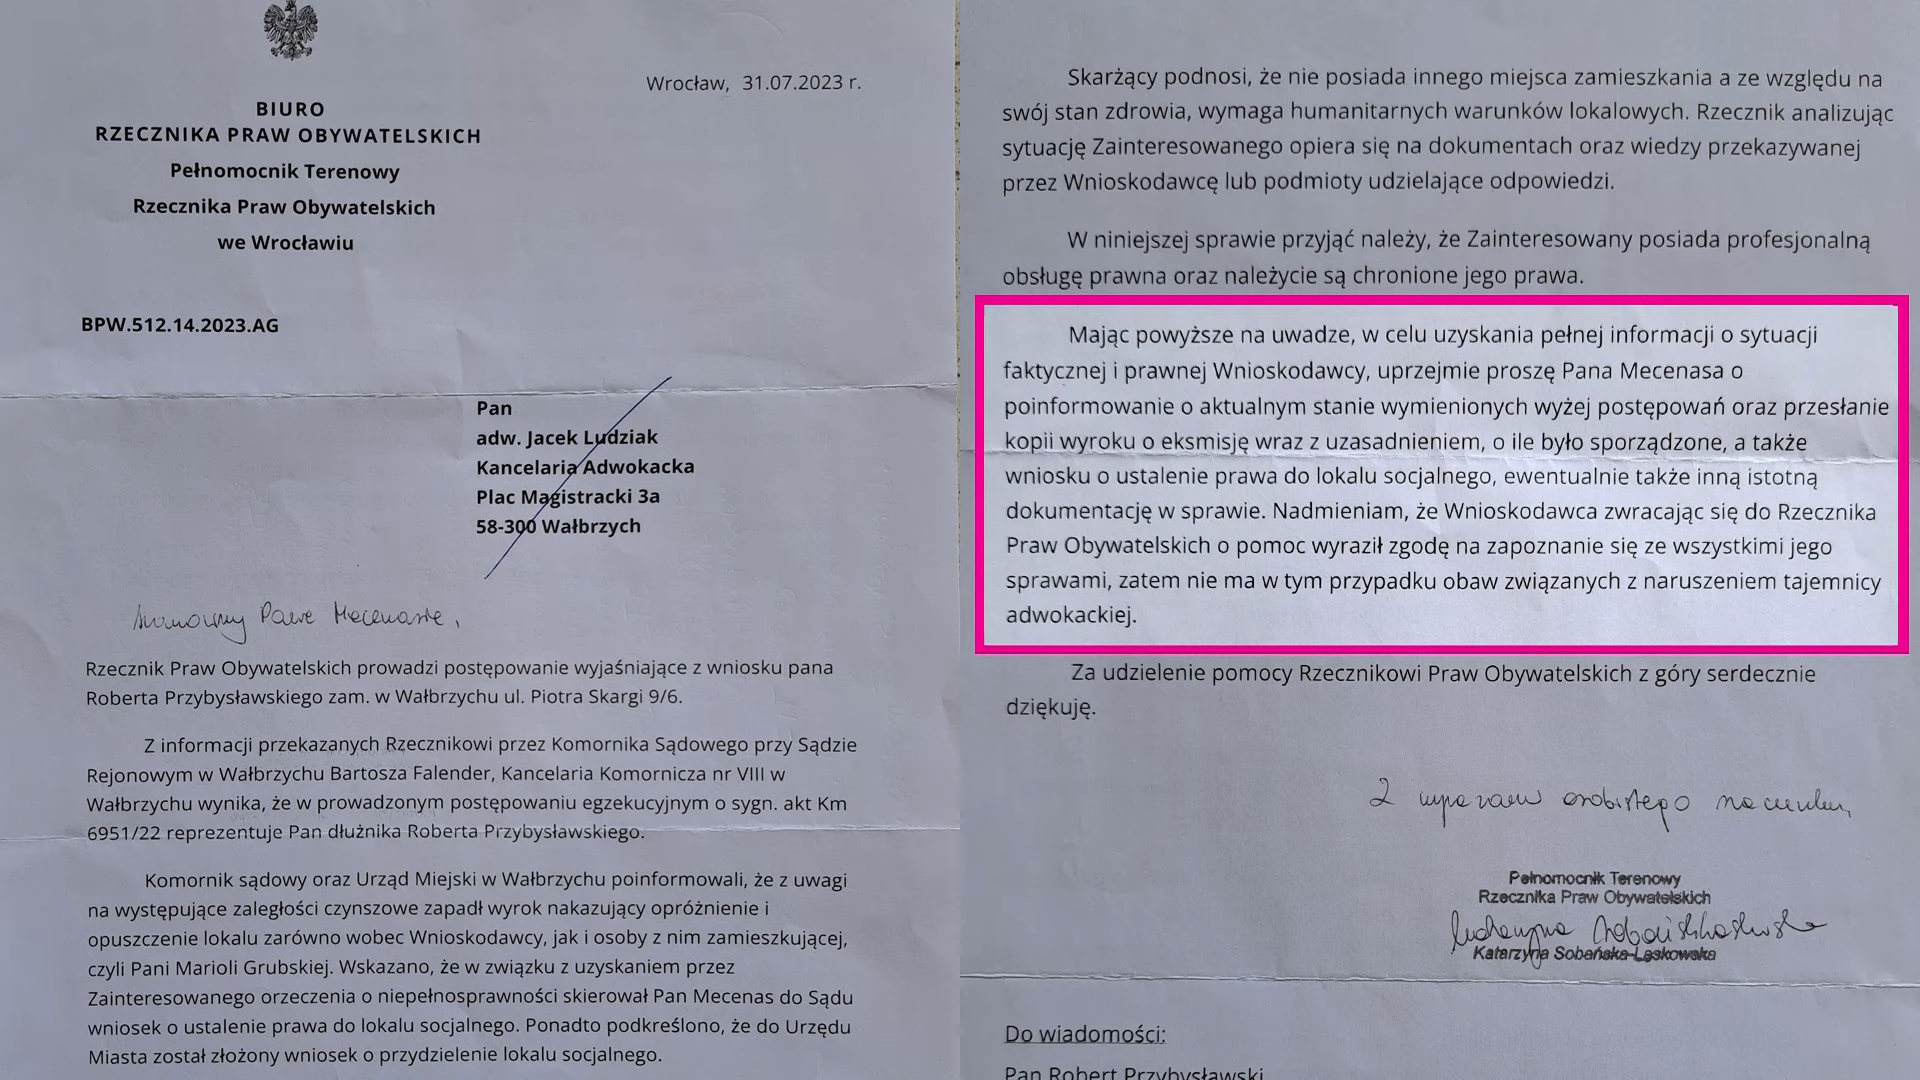 Wrocław, 31.07.2023 r.
BIURO
RZECZNIKA PRAW OBYWATELSKICH
Pełnomocnik Terenowy
Rzecznika Praw Obywatelskich
we Wrocławiu
BPW.512.14.2023.AG
Pan
adw. Jacek Ludziak
Kancelaria Adwokacka
Plac Magistracki 3a
58-300 Wałbrzych
Szanowny Panie Mecenasie,
Rzecznik Praw Obywatelskich prowadzi postępowanie wyjaśniające z wniosku pana
Roberta Przybysławskiego zam. w Wałbrzychu ul. Piotra Skargi 9/6.
Z informacji przekazanych Rzecznikowi przez Komornika Sądowego przy Sądzie
Rejonowym w Wałbrzychu Bartosza Falender, Kancelaria Komornicza nr VIII w
Wałbrzychu wynika, że w prowadzonym postępowaniu egzekucyjnym o sygn. akt Km
6951/22 reprezentuje Pan dłużnika Roberta Przybysławskiego.
Komornik sądowy oraz Urząd Miejski w Wałbrzychu poinformowali, że z uwagi
na występujące zaległości czynszowe zapadł wyrok nakazujący opróżnienie i
opuszczenie lokalu zarówno wobec Wnioskodawcy, jak i osoby z nim zamieszkującej,
czyli Pani Marioli Grubskiej. Wskazano, że w związku z uzyskaniem przez
Zainteresowanego orzeczenia o niepełnosprawności skierował Pan Mecenas do Sądu
wniosek o ustalenie prawa do lokalu socjalnego. Ponadto podkreślono, że do Urzędu
Miasta został złożony wniosek o przydzielenie lokalu socjalnego.
Skarżący podnosi, że nie posiada innego miejsca zamieszkania a ze względu na
swój stan zdrowia, wymaga humanitarnych warunków lokalowych. Rzecznik analizując
sytuację Zainteresowanego opiera się na dokumentach oraz wiedzy przekazywanej
przez Wnioskodawcę lub podmioty udzielające odpowiedzi.
W niniejszej sprawie przyjąć należy, że Zainteresowany posiada profesjonalną
obsługę prawna oraz należycie są chronione jego prawa.
Mając powyższe na uwadze, w celu uzyskania pełnej informacji o sytuacji
faktycznej i prawnej Wnioskodawcy, uprzejmie proszę Pana Mecenasa o
poinformowanie o aktualnym stanie wymienionych wyżej postępowań oraz przesłanie
kopii wyroku o eksmisję wraz z uzasadnieniem, o ile było sporządzone, a także
wniosku o ustalenie prawa do lokalu socjalnego, ewentualnie także inną istotną
dokumentację w sprawie. Nadmieniam, że Wnioskodawca zwracając się do Rzecznika
Praw Obywatelskich o pomoc wyraził zgodę na zapoznanie się ze wszystkimi jego
sprawami, zatem nie ma w tym przypadku obaw związanych z naruszeniem tajemnicy
adwokackiej.
Za udzielenie pomocy Rzecznikowi Praw Obywatelskich z góry serdecznie
dziękuję.
Z wyrazami osobistego szacunku,
Pełnomocnik Terenowy
Rzecznika Praw Obywatelskich
Katarzyna Sobańska-Laskowska
Do wiadomości:
Pan Robert Przybysławski